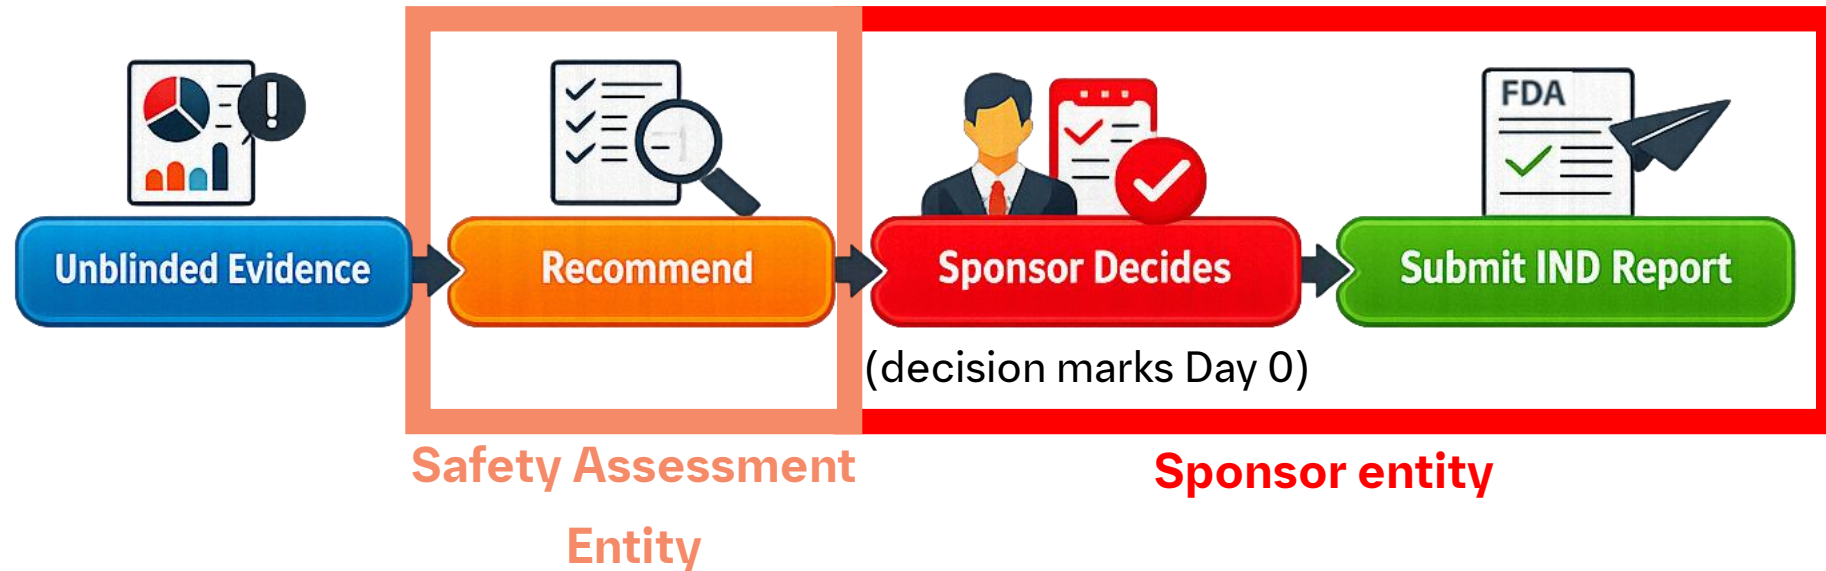 FDA
Unblinded Evidence
Recommend
Sponsor Decides
Submit IND Report
(decision marks Day 0)
Safety Assessment
Entity
Sponsor entity